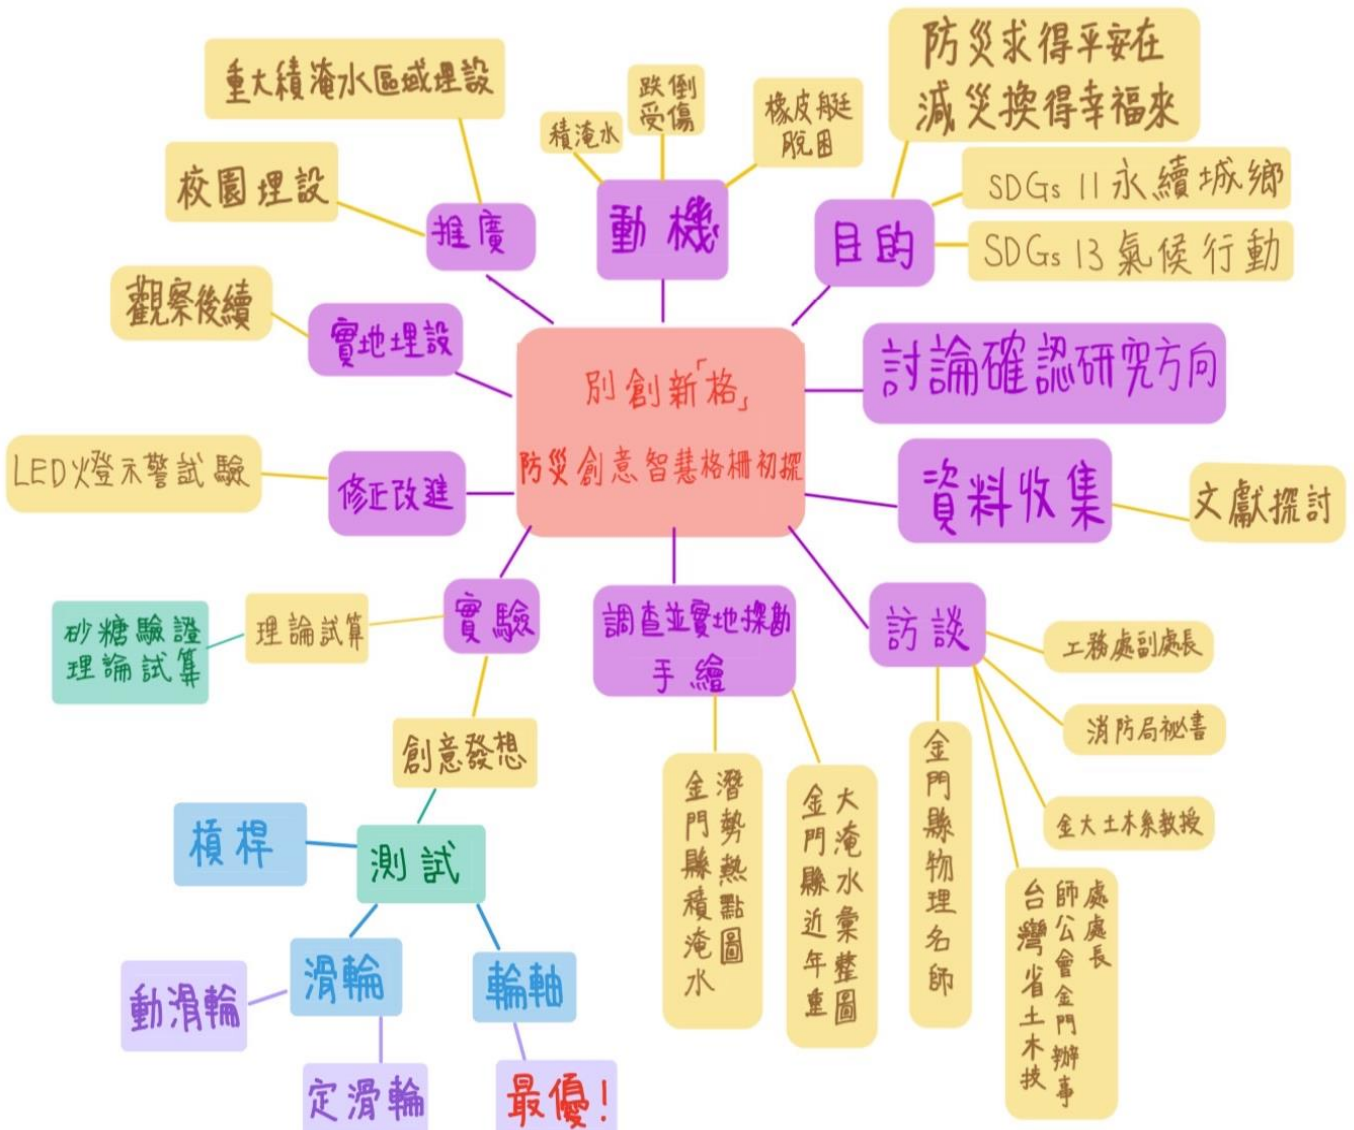 別創新「格」
防災創意智慧格柵初探
動機
積淹水
跌倒
受傷
橡皮艇
脫困
目的
防災求得平安在
減災換得幸福來
SDGs 11 永續城鄉
SDGs 13 氣候行動
討論確認研究方向
資料收集
文獻探討
訪談
工務處副處長
消防局祕書
金大土木系教授
台灣省土木技
師公會金門辦事
處處長
金門縣物理名師
調查並實地探勘
手繪
金門縣近年重
大淹水彙整圖
金門縣積淹水
潛勢熱點圖
實驗
理論試算
砂糖驗證
理論試算
創意發想
測試
槓桿
滑輪
動滑輪
定滑輪
輪軸
最優!
修正改進
LED火燈示警試驗
實地埋設
觀察後續
推廣
校園埋設
重大積淹水區域埋設